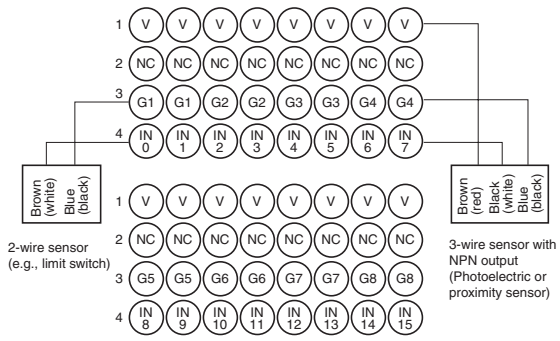 1 V V V V V V V V
2 NC NC NC NC NC NC NC NC
3 G1 G1 G2 G2 G3 G3 G4 G4
4 IN 0 IN 1 IN 2 IN 3 IN 4 IN 5 IN 6 IN 7
Brown (white)
Blue (black)
2-wire sensor
(e.g., limit switch)
Brown (red)
Black (white)
Blue (black)
3-wire sensor with
NPN output
(Photoelectric or
proximity sensor)
1 V V V V V V V V
2 NC NC NC NC NC NC NC NC
3 G5 G5 G6 G6 G7 G7 G8 G8
4 IN 8 IN 9 IN 10 IN 11 IN 12 IN 13 IN 14 IN 15